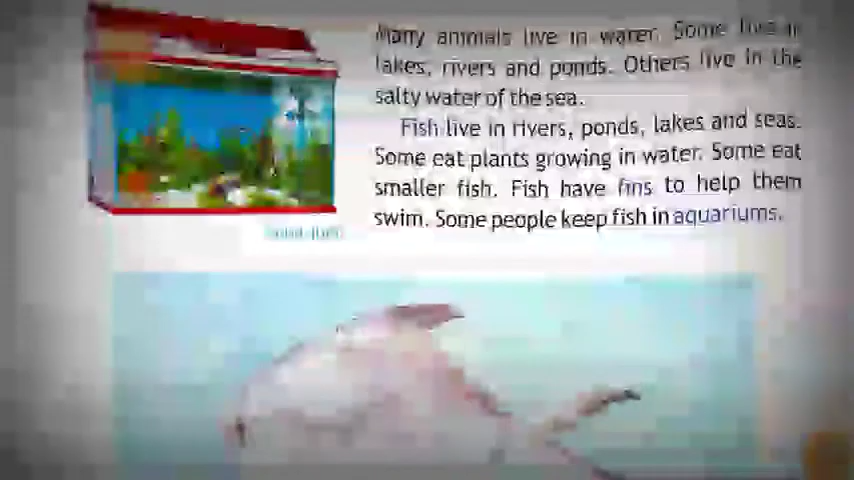 Many animals live in water. Some live in
lakes, rivers and ponds. Others live in the
salty water of the sea.
Fish live in rivers, ponds, lakes and seas.
Some eat plants growing in water. Some eat
smaller fish. Fish have fins to help them
swim. Some people keep fish in aquariums.